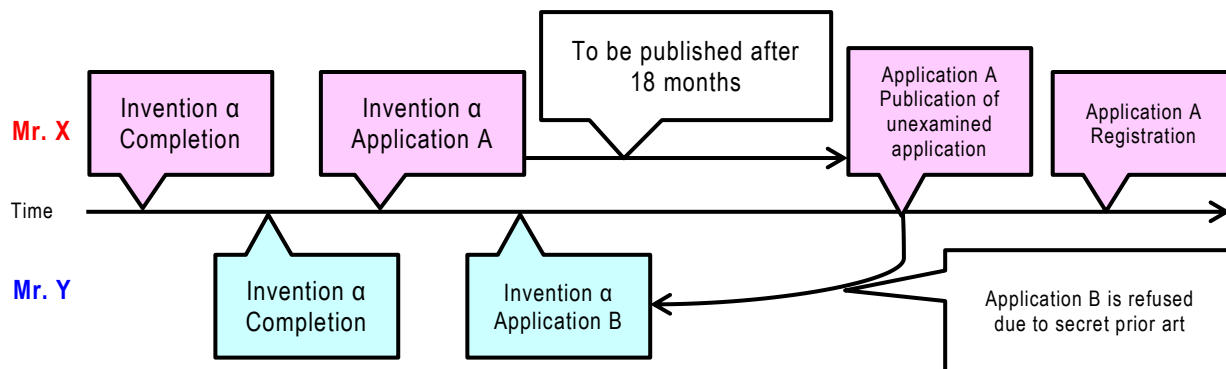 To be published after
18 months
Mr. X
Invention α
Completion
Invention α
Application A
Application A
Publication of
unexamined
application
Application A
Registration
Time
Mr. Y
Invention α
Completion
Invention α
Application B
Application B is refused
due to secret prior art